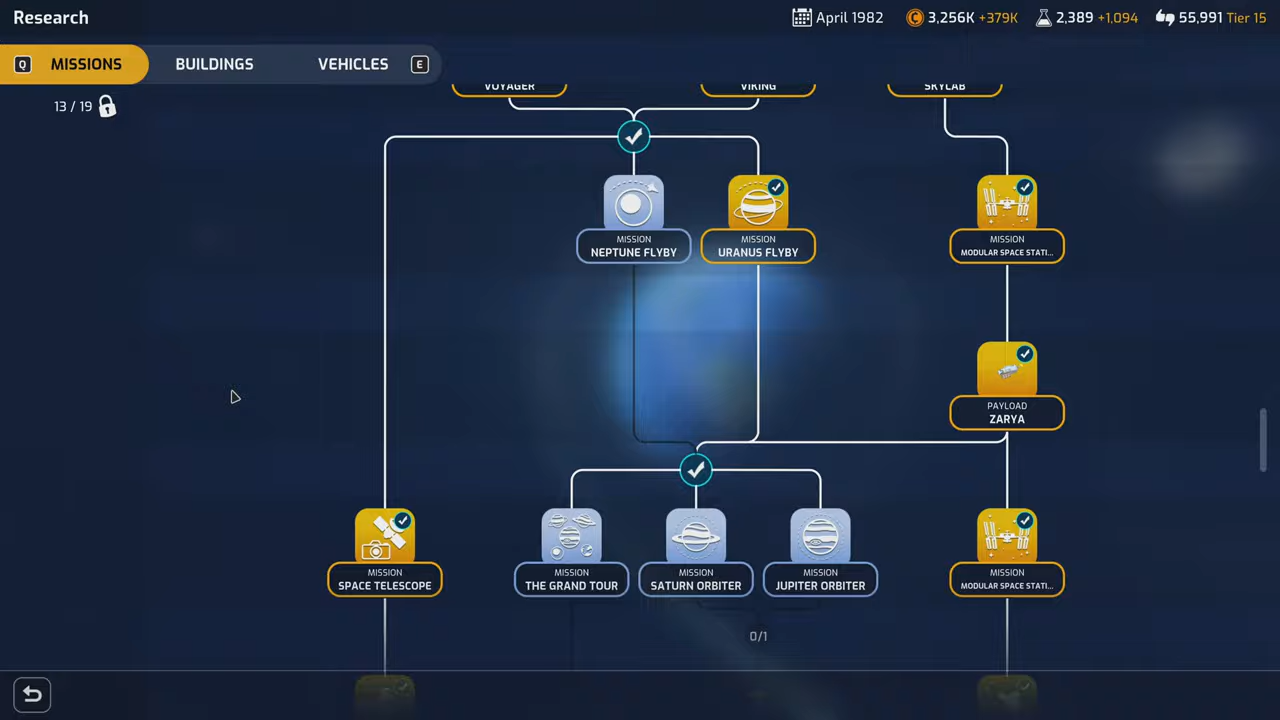 Research
April 1982
3,256K +379K
2,389 +1,094
55,991 Tier 15
Q MISSIONS
BUILDINGS
VEHICLES E
13 / 19
VOYAGER
VIKING
SKYLAB
MISSION
NEPTUNE FLYBY
MISSION
URANUS FLYBY
MISSION
MODULAR SPACE STATI...
PAYLOAD
ZARYA
MISSION
SPACE TELESCOPE
MISSION
THE GRAND TOUR
MISSION
SATURN ORBITER
MISSION
JUPITER ORBITER
MISSION
MODULAR SPACE STATI...
0/1